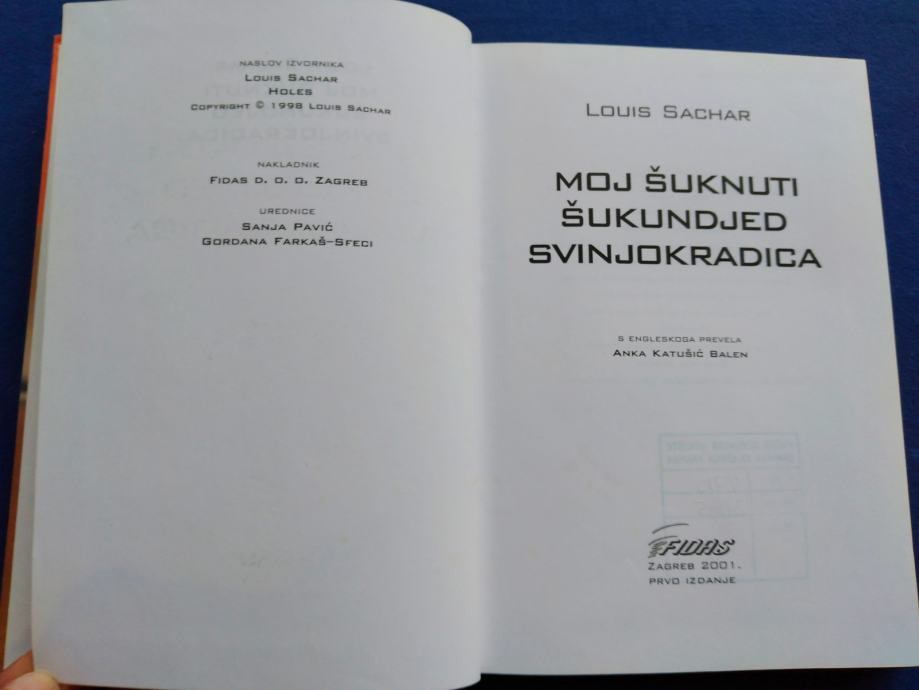 NASLOV IZVORNIKA
LOUIS SACHAR
HOLES
COPYRIGHT © 1998 LOUIS SACHAR
NAKLADNIK
FIDAS D. O. O. ZAGREB
UREDNICE
SANJA PAVIĆ
GORDANA FARKAŠ-SFECI
LOUIS SACHAR
MOJ ŠUKNUTI
ŠUKUNDJED
SVINJOKRADICA
S ENGLESKOGA PREVELA
ANKA KATUŠIĆ BALEN
FIDAS
ZAGREB 2001.
PRVO IZDANJE